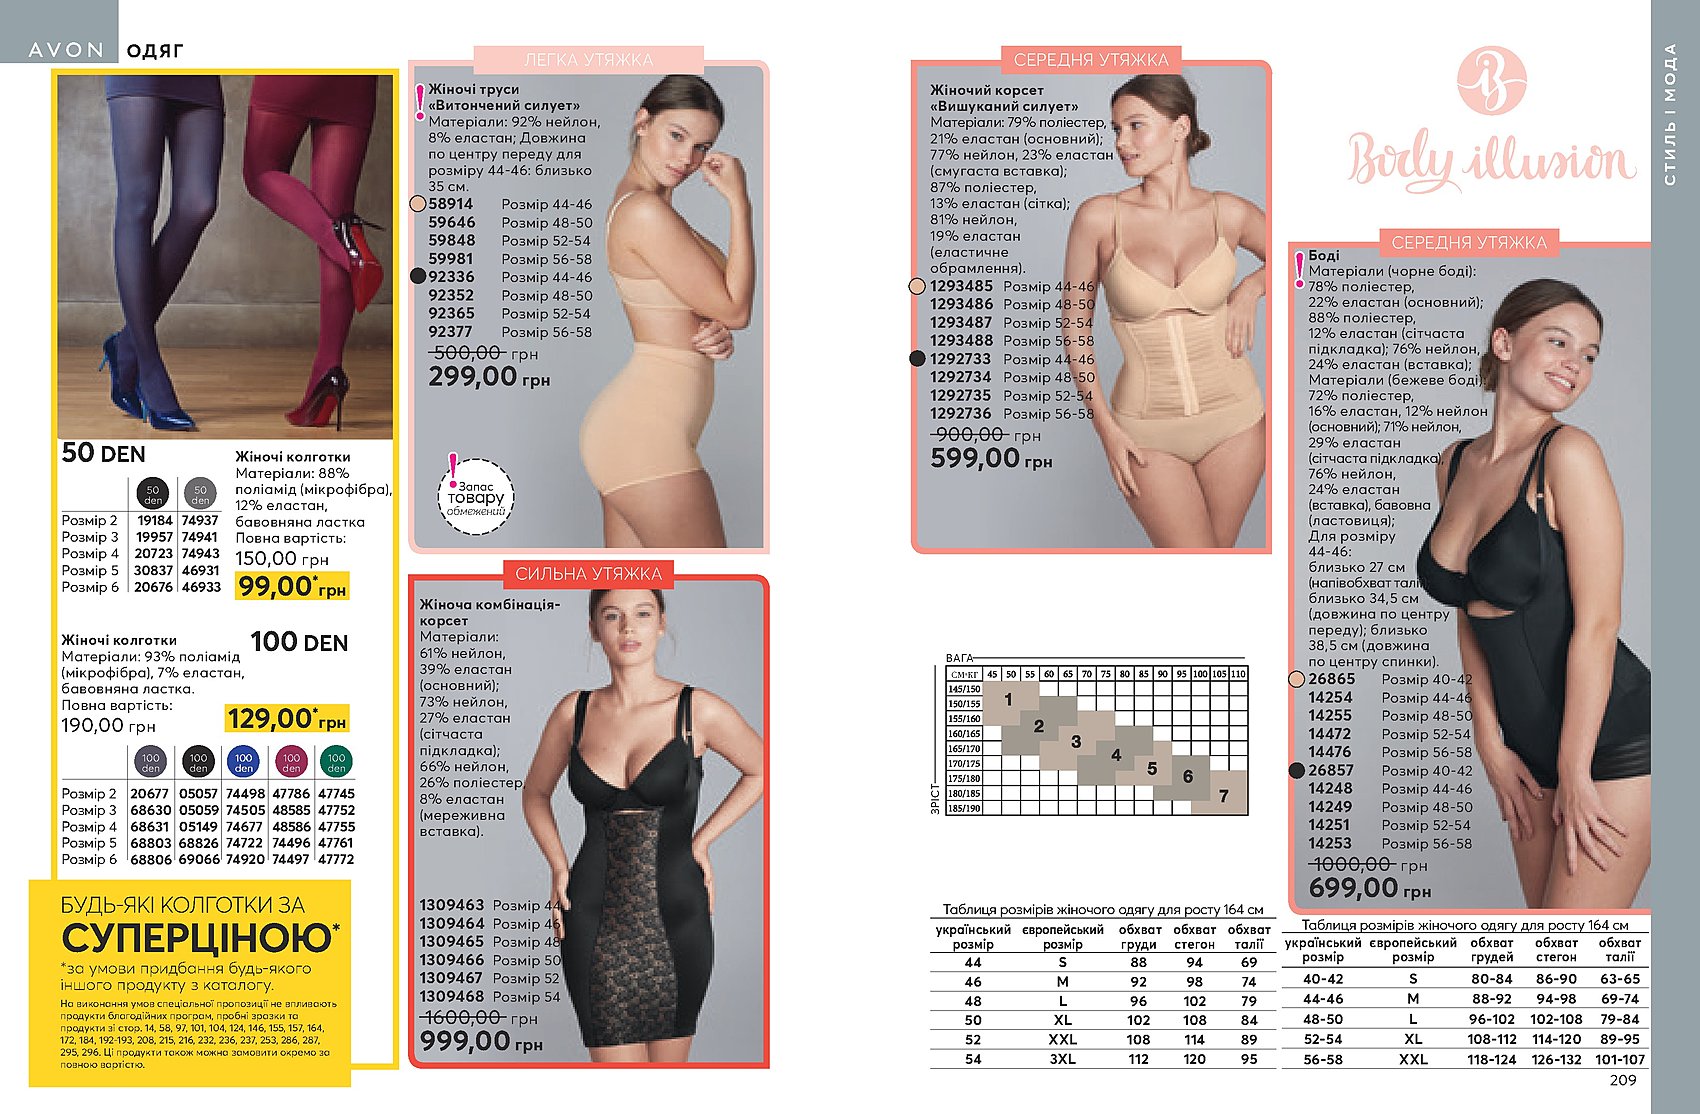 AVON
ОДЯГ
50 DEN
50 den
50 den
Розмір 2 19184 74937
Розмір 3 19957 74941
Розмір 4 20723 74943
Розмір 5 30837 46931
Розмір 6 20676 46933
Жіночі колготки
Матеріали: 88%
поліамід (мікрофібра),
12% еластан,
бавовняна ластка
Повна вартість:
150,00 грн
99,00* грн
Жіночі колготки
Матеріали: 93% поліамід
(мікрофібра), 7% еластан,
бавовняна ластка.
Повна вартість:
190,00 грн
100 DEN
129,00* грн
100 den
100 den
100 den
100 den
100 den
Розмір 2 20677 05057 74498 47786 47745
Розмір 3 68630 05059 74505 48585 47752
Розмір 4 68631 05149 74677 48586 47755
Розмір 5 68803 68826 74722 74496 47761
Розмір 6 68806 69066 74920 74497 47772
БУДЬ-ЯКІ КОЛГОТКИ ЗА
СУПЕРЦІНОЮ*
*за умови придбання будь-якого
іншого продукту з каталогу.
На виконання умов спеціальної пропозиції не впливають
продукти благодійних програм, пробні зразки та
продукти зі стор. 14, 58, 97, 101, 104, 124, 146, 155, 157, 164,
172, 184, 192-193, 208, 215, 216, 232, 236, 237, 253, 286, 287,
295, 296. Ці продукти також можна замовити окремо за
повною вартістю.
ЛЕГКА УТЯЖКА
Жіночі труси
«Витончений силует»
Матеріали: 92% нейлон,
8% еластан; Довжина
по центру переду для
розміру 44-46: близько
35 см.
58914 Розмір 44-46
59646 Розмір 48-50
59848 Розмір 52-54
59981 Розмір 56-58
92336 Розмір 44-46
92352 Розмір 48-50
92365 Розмір 52-54
92377 Розмір 56-58
500,00 грн
299,00 грн
Запас
товару
обмежений
СИЛЬНА УТЯЖКА
Жіноча комбінація-
корсет
Матеріали:
61% нейлон,
39% еластан
(основний);
73% нейлон,
27% еластан
(сітчаста
підкладка);
66% нейлон,
26% поліестер,
8% еластан
(мереживна
вставка).
1309463 Розмір 44
1309464 Розмір 46
1309465 Розмір 48
1309466 Розмір 50
1309467 Розмір 52
1309468 Розмір 54
1600,00 грн
999,00 грн
СЕРЕДНЯ УТЯЖКА
Жіночий корсет
«Вишуканий силует»
Матеріали: 79% поліестер,
21% еластан (основний);
77% нейлон, 23% еластан
(смугаста вставка);
87% поліестер,
13% еластан (сітка);
81% нейлон,
19% еластан
(еластичне
обрамлення).
1293485 Розмір 44-46
1293486 Розмір 48-50
1293487 Розмір 52-54
1293488 Розмір 56-58
1292733 Розмір 44-46
1292734 Розмір 48-50
1292735 Розмір 52-54
1292736 Розмір 56-58
900,00 грн
599,00 грн
ВАГА
СМ·КГ 45 50 55 60 65 70 75 80 85 90 95 100 105 110
145/150
150/155
155/160
160/165
165/170
170/175
175/180
180/185
185/190
1
2
3
4
5
6
7
ЗРІСТ
Таблиця розмірів жіночого одягу для росту 164 см
український європейський обхват обхват обхват
розмір розмір груди стегон талії
44 S 88 94 69
46 M 92 98 74
48 L 96 102 79
50 XL 102 108 84
52 XXL 108 114 89
54 3XL 112 120 95
Body illusion
СТИЛЬ І МОДА
СЕРЕДНЯ УТЯЖКА
Боді
Матеріали (чорне боді):
78% поліестер,
22% еластан (основний);
88% поліестер,
12% еластан (сітчаста
підкладка); 76% нейлон,
24% еластан (вставка);
Матеріали (бежеве боді)
72% поліестер,
16% еластан, 12% нейлон
(основний); 71% нейлон,
29% еластан
(сітчаста підкладка),
76% нейлон,
24% еластан
(вставка), бавовна
(ластовиця);
Для розміру
44-46:
близько 27 см
(напівобхват талії
близько 34,5 см
(довжина по центру
переду); близько
38,5 см (довжина
по центру спинки).
26865 Розмір 40-42
14254 Розмір 44-46
14255 Розмір 48-50
14472 Розмір 52-54
14476 Розмір 56-58
26857 Розмір 40-42
14248 Розмір 44-46
14249 Розмір 48-50
14251 Розмір 52-54
14253 Розмір 56-58
1000,00 грн
699,00 грн
Таблиця розмірів жіночого одягу для росту 164 см
український європейський обхват обхват обхват
розмір розмір грудей стегон талії
40-42 S 80-84 86-90 63-65
44-46 M 88-92 94-98 69-74
48-50 L 96-102 102-108 79-84
52-54 XL 108-112 114-120 89-95
56-58 XXL 118-124 126-132 101-107
209